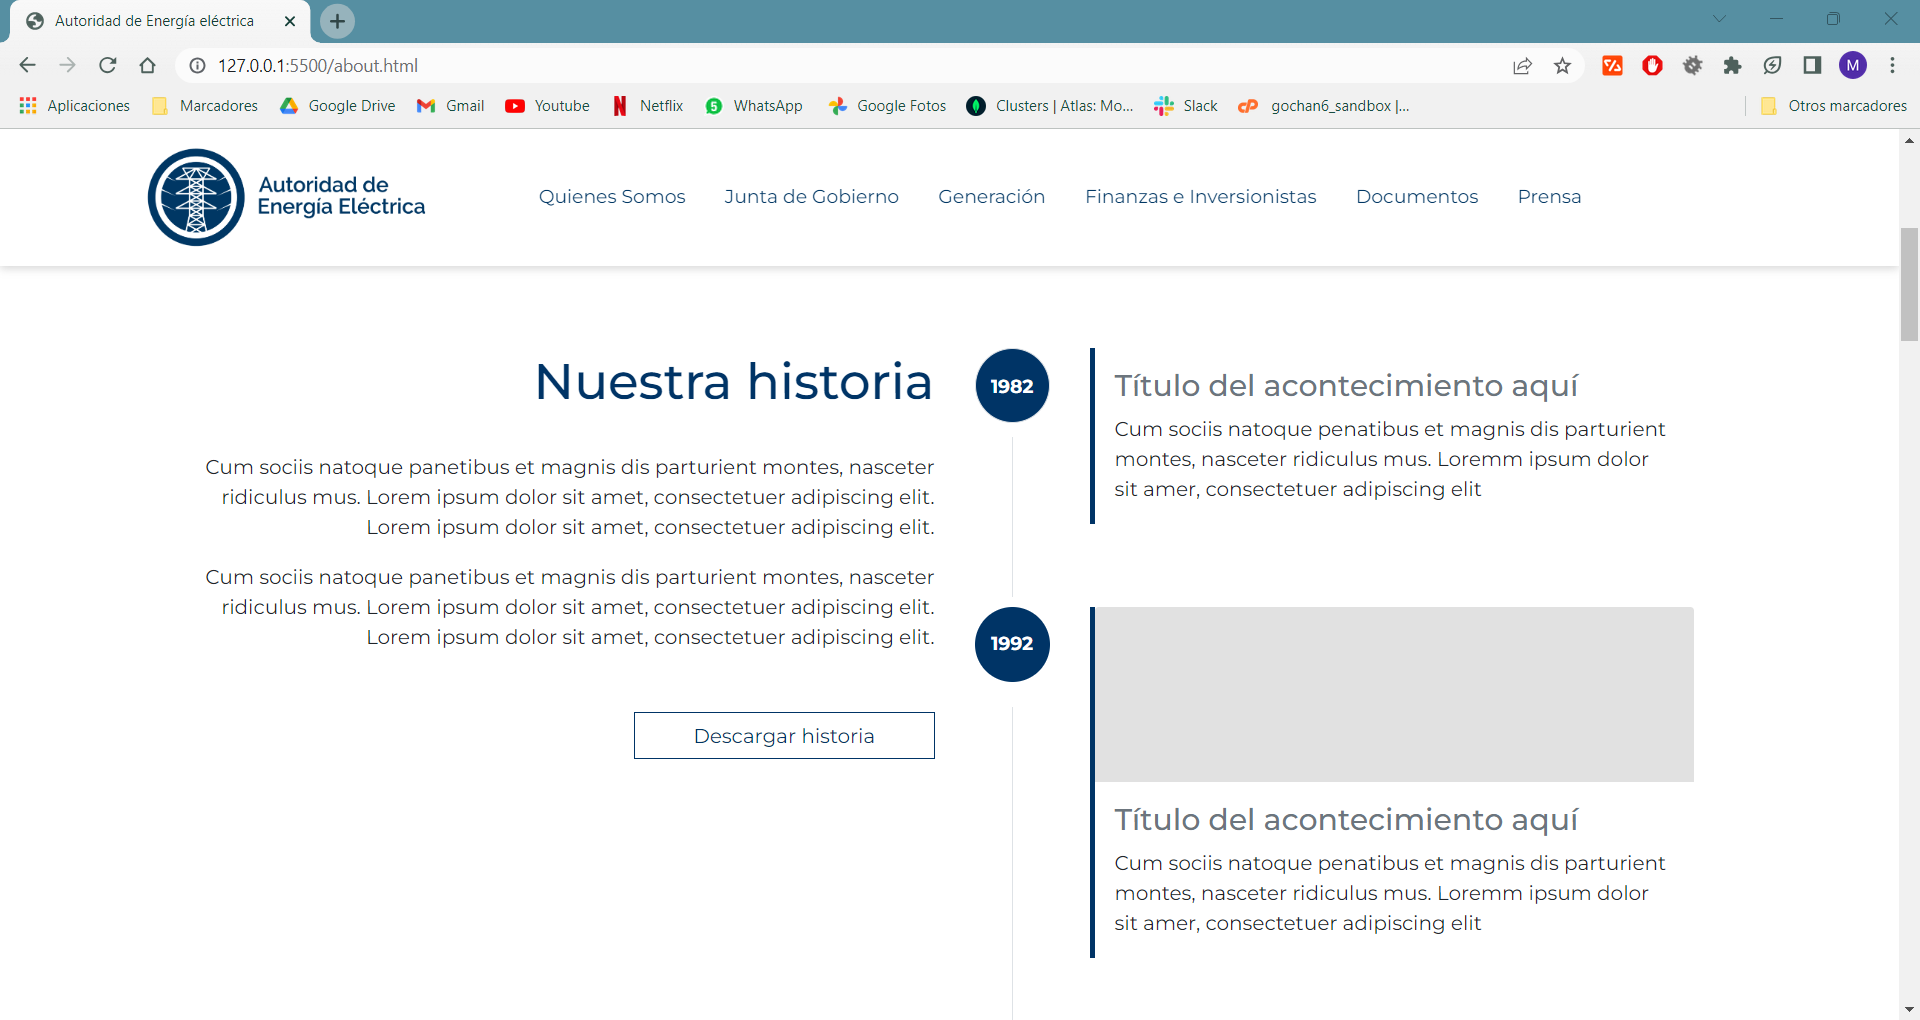 Autoridad de Energía eléctrica
127.0.0.1:5500/about.html
M
Aplicaciones
Marcadores
Google Drive
Gmail
Youtube
Netflix
WhatsApp
Google Fotos
Clusters | Atlas: Mo...
Slack
gochan6_sandbox |...
Otros marcadores
Autoridad de
Energía Eléctrica
Quienes Somos
Junta de Gobierno
Generación
Finanzas e Inversionistas
Documentos
Prensa
Nuestra historia
Cum sociis natoque panetibus et magnis dis parturient montes, nasceter
ridiculus mus. Lorem ipsum dolor sit amet, consectetuer adipiscing elit.
Lorem ipsum dolor sit amet, consectetuer adipiscing elit.
Cum sociis natoque panetibus et magnis dis parturient montes, nasceter
ridiculus mus. Lorem ipsum dolor sit amet, consectetuer adipiscing elit.
Lorem ipsum dolor sit amet, consectetuer adipiscing elit.
Descargar historia
1982
Título del acontecimiento aquí
Cum sociis natoque penatibus et magnis dis parturient
montes, nasceter ridiculus mus. Loremm ipsum dolor
sit amer, consectetuer adipiscing elit
1992
Título del acontecimiento aquí
Cum sociis natoque penatibus et magnis dis parturient
montes, nasceter ridiculus mus. Loremm ipsum dolor
sit amer, consectetuer adipiscing elit